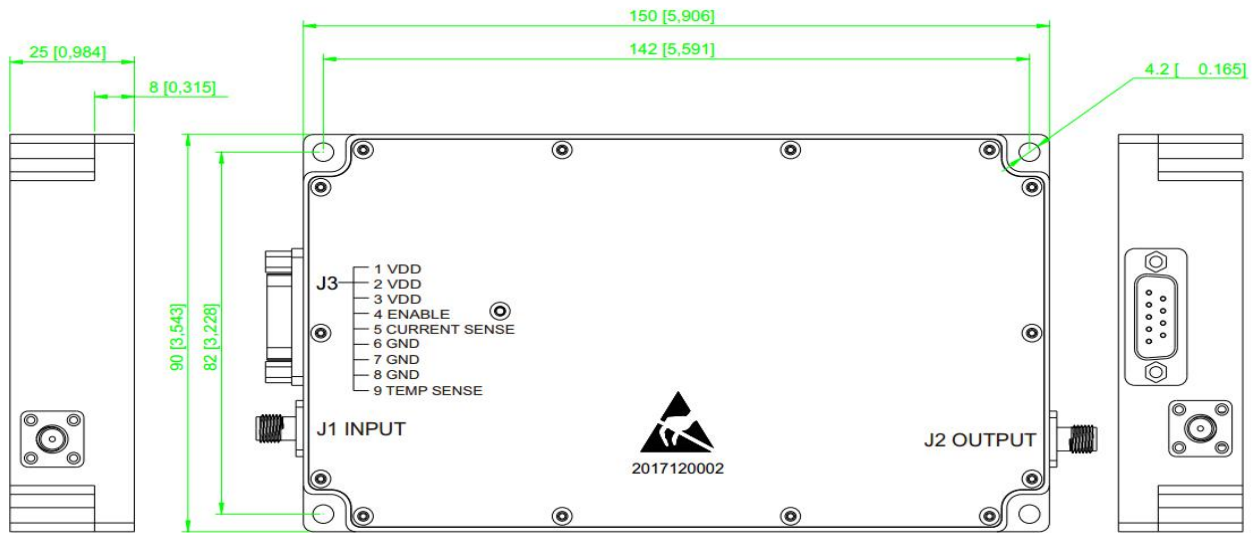 150 [5,906]
25 [0,984]
142 [5,591]
4.2 [ 0.165]
8 [0,315]
90 [3,543]
82 [3,228]
J3
1 VDD
2 VDD
3 VDD
4 ENABLE
5 CURRENT SENSE
6 GND
7 GND
8 GND
9 TEMP SENSE
J1 INPUT
J2 OUTPUT
2017120002